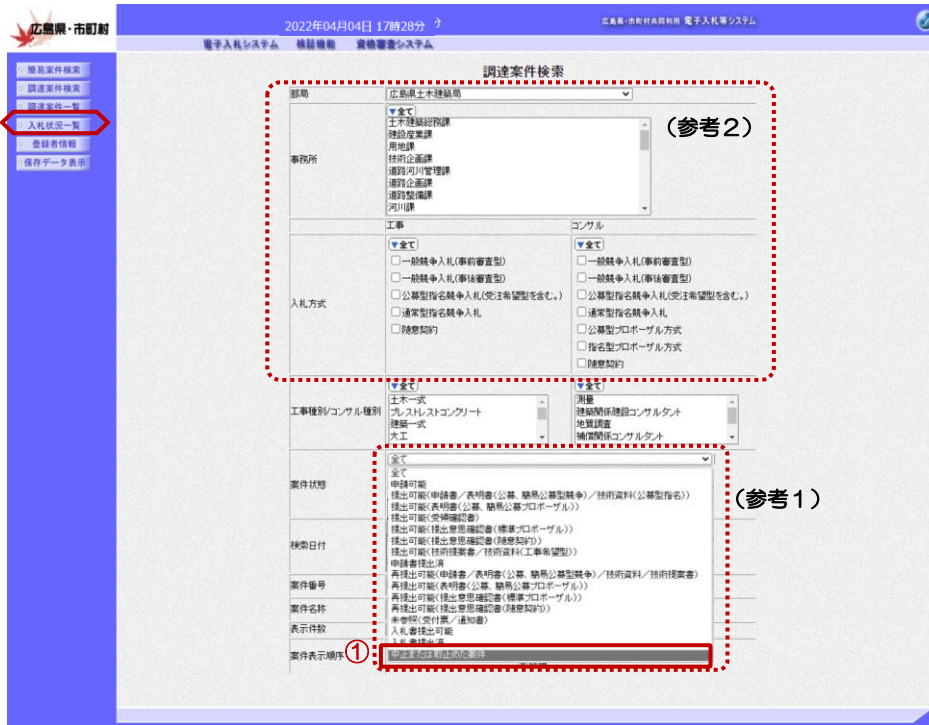 広島県・市町村
2022年04月04日 17時28分
広島県・市町村共同利用 電子入札等システム
電子入札システム 検証機能 資格審査システム
簡易案件検索
調達案件検索
調達案件一覧
入札状況一覧
登録者情報
保存データ表示
調達案件検索
部局
広島県土木建築局
事務所
▼全て
土木建築総務課
建設産業課
用地課
技術企画課
道路河川管理課
道路企画課
道路整備課
河川課
(参考2)
工事
コンサル
入札方式
▼全て
一般競争入札(事前審査型)
一般競争入札(事後審査型)
公募型指名競争入札(受注希望型を含む。)
通常型指名競争入札
随意契約
▼全て
一般競争入札(事前審査型)
一般競争入札(事後審査型)
公募型指名競争入札(受注希望型を含む。)
通常型指名競争入札
公募型プロポーザル方式
指名型プロポーザル方式
随意契約
工事種別/コンサル種別
▼全て
土木一式
プレストレストコンクリート
建築一式
大工
▼全て
測量
建築関係建設コンサルタント
地質調査
補償関係コンサルタント
案件状態
全て
全て
申請可能
提出可能(申請書/表明書(公募、簡易公募型競争)/技術資料(公募型指名))
提出可能(表明書(公募、簡易公募プロポーザル))
提出可能(受領確認書)
提出可能(提出意思確認書(標準プロポーザル))
提出可能(提出意思確認書(随意契約))
提出可能(技術提案書/技術資料(工事希望型))
申請書提出済
再提出可能(申請書/表明書(公募、簡易公募型競争)/技術資料/技術提案書)
再提出可能(表明書(公募、簡易公募プロポーザル))
再提出可能(提出意思確認書(標準プロポーザル))
再提出可能(提出意思確認書(随意契約))
未参照(受付票/通知書)
入札書提出可能
入札書提出済
中止または取止めた案件
(参考1)
検索日付
案件番号
案件名称
表示件数
案件表示順序
①